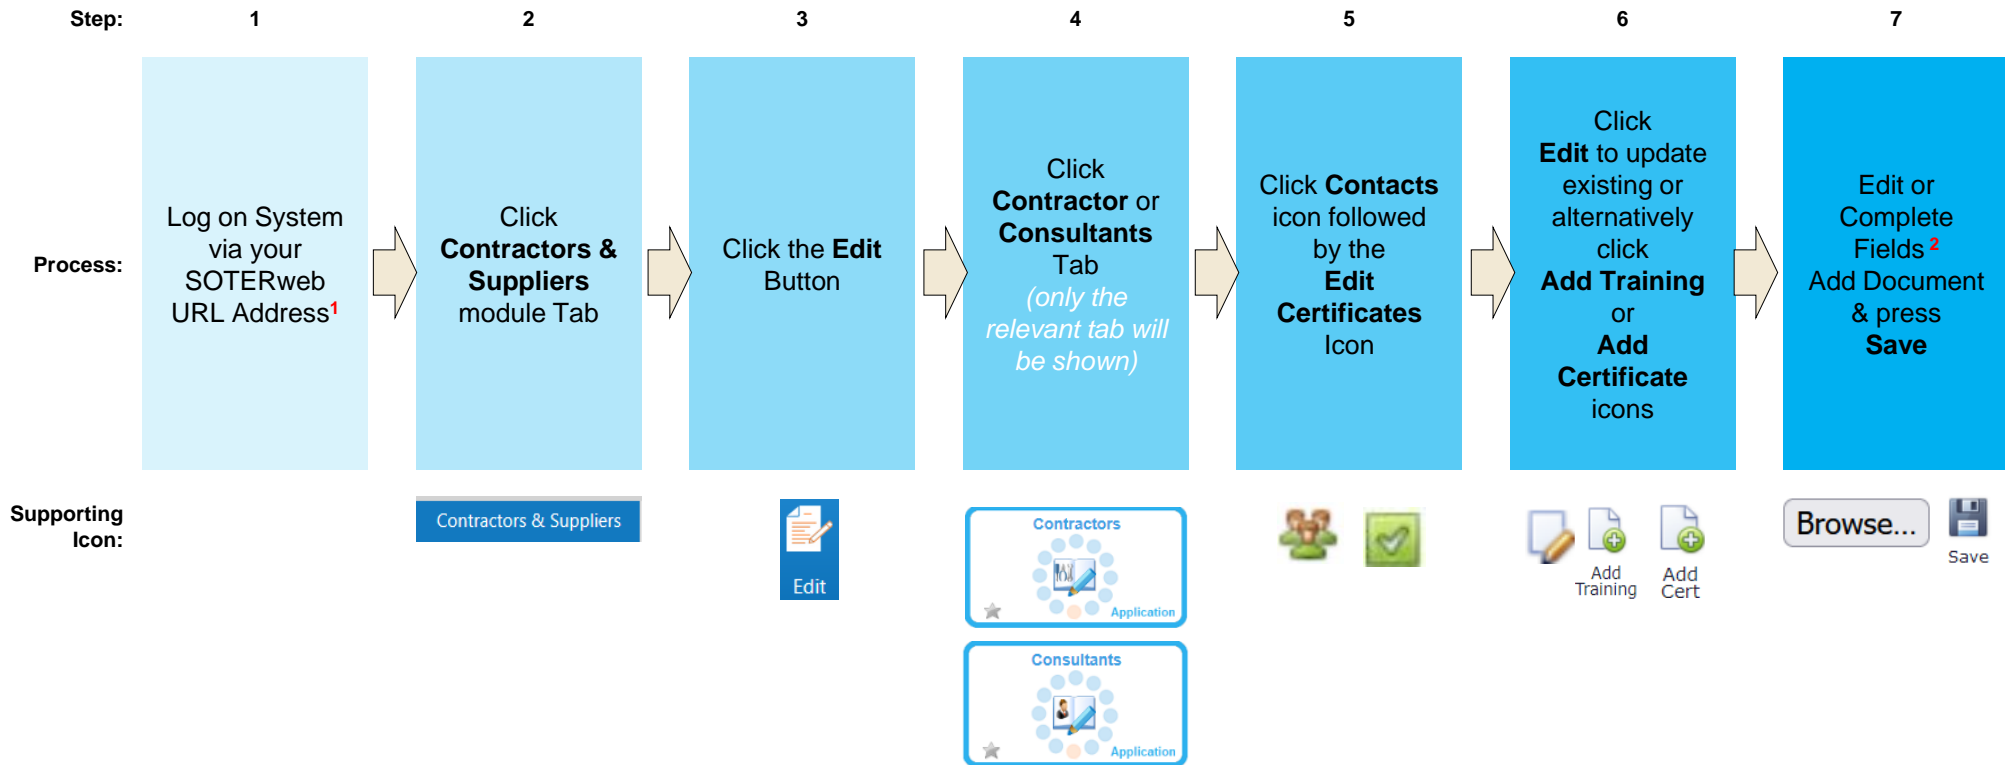 Step:
1
2
3
4
5
6
7
Process:
Log on System
via your
SOTERweb
URL Address1
Click
Contractors &
Suppliers
module Tab
Click the Edit
Button
Click
Contractor or
Consultants
Tab
(only the
relevant tab will
be shown)
Click Contacts
icon followed
by the
Edit
Certificates
Icon
Click
Edit to update
existing or
alternatively
click
Add Training
or
Add
Certificate
icons
Edit or
Complete
Fields 2
Add Document
& press
Save
Supporting
Icon:
Contractors & Suppliers
Edit
Contractors
Application
Consultants
Application
Add
Training
Add
Cert
Browse...
Save